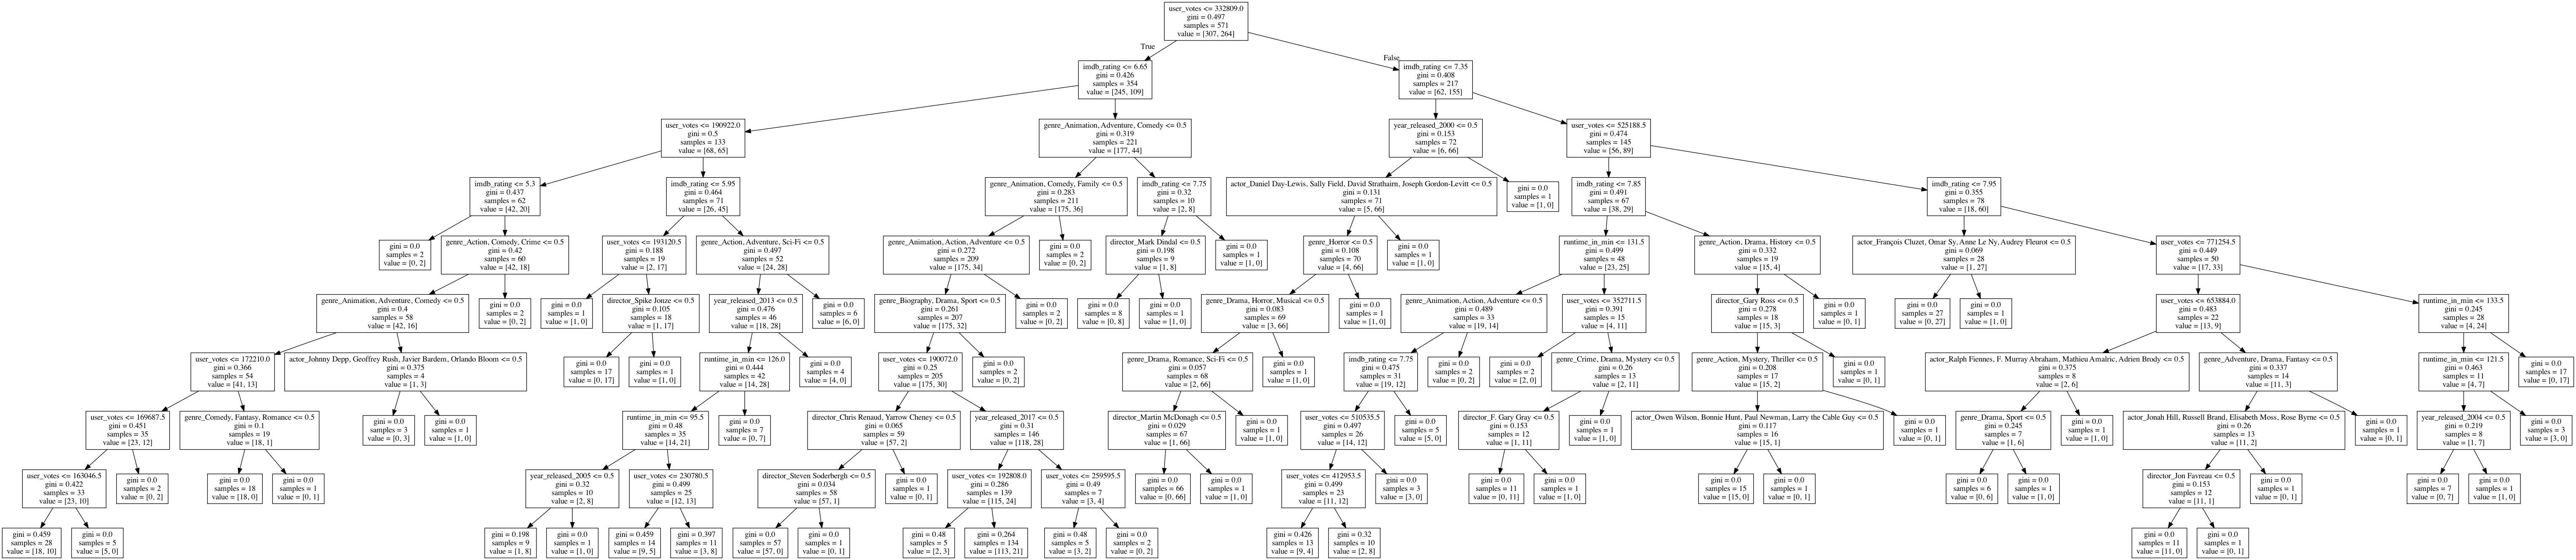 user_votes <= 332809.0
gini = 0.497
samples = 571
value = [307, 264]
True
False
imdb_rating <= 6.65
gini = 0.426
samples = 354
value = [245, 109]
imdb_rating <= 7.35
gini = 0.408
samples = 217
value = [62, 155]
user_votes <= 190922.0
gini = 0.5
samples = 133
value = [68, 65]
genre_Animation, Adventure, Comedy <= 0.5
gini = 0.319
samples = 221
value = [177, 44]
year_released_2000 <= 0.5
gini = 0.153
samples = 72
value = [6, 66]
user_votes <= 525188.5
gini = 0.474
samples = 145
value = [56, 89]
imdb_rating <= 5.3
gini = 0.437
samples = 62
value = [42, 20]
imdb_rating <= 5.95
gini = 0.464
samples = 71
value = [26, 45]
genre_Animation, Comedy, Family <= 0.5
gini = 0.283
samples = 211
value = [175, 36]
imdb_rating <= 7.75
gini = 0.32
samples = 10
value = [2, 8]
actor_Daniel Day-Lewis, Sally Field, David Strathairn, Joseph Gordon-Levitt <= 0.5
gini = 0.131
samples = 71
value = [5, 66]
gini = 0.0
samples = 1
value = [1, 0]
imdb_rating <= 7.85
gini = 0.491
samples = 67
value = [38, 29]
imdb_rating <= 7.95
gini = 0.355
samples = 78
value = [18, 60]
gini = 0.0
samples = 2
value = [0, 2]
genre_Action, Comedy, Crime <= 0.5
gini = 0.42
samples = 60
value = [42, 18]
user_votes <= 193120.5
gini = 0.188
samples = 19
value = [2, 17]
genre_Action, Adventure, Sci-Fi <= 0.5
gini = 0.497
samples = 52
value = [24, 28]
genre_Animation, Action, Adventure <= 0.5
gini = 0.272
samples = 209
value = [175, 34]
gini = 0.0
samples = 2
value = [0, 2]
director_Mark Dindal <= 0.5
gini = 0.198
samples = 9
value = [1, 8]
gini = 0.0
samples = 1
value = [1, 0]
genre_Horror <= 0.5
gini = 0.108
samples = 70
value = [4, 66]
gini = 0.0
samples = 1
value = [1, 0]
runtime_in_min <= 131.5
gini = 0.499
samples = 48
value = [23, 25]
genre_Action, Drama, History <= 0.5
gini = 0.332
samples = 19
value = [15, 4]
actor_François Cluzet, Omar Sy, Anne Le Ny, Audrey Fleurot <= 0.5
gini = 0.069
samples = 28
value = [1, 27]
user_votes <= 771254.5
gini = 0.449
samples = 50
value = [17, 33]
genre_Animation, Adventure, Comedy <= 0.5
gini = 0.4
samples = 58
value = [42, 16]
gini = 0.0
samples = 2
value = [0, 2]
gini = 0.0
samples = 1
value = [1, 0]
director_Spike Jonze <= 0.5
gini = 0.105
samples = 18
value = [1, 17]
year_released_2013 <= 0.5
gini = 0.476
samples = 46
value = [18, 28]
gini = 0.0
samples = 6
value = [6, 0]
genre_Biography, Drama, Sport <= 0.5
gini = 0.261
samples = 207
value = [175, 32]
gini = 0.0
samples = 2
value = [0, 2]
gini = 0.0
samples = 8
value = [0, 8]
gini = 0.0
samples = 1
value = [1, 0]
genre_Drama, Horror, Musical <= 0.5
gini = 0.083
samples = 69
value = [3, 66]
gini = 0.0
samples = 1
value = [1, 0]
genre_Animation, Action, Adventure <= 0.5
gini = 0.489
samples = 33
value = [19, 14]
user_votes <= 352711.5
gini = 0.391
samples = 15
value = [4, 11]
director_Gary Ross <= 0.5
gini = 0.278
samples = 18
value = [15, 3]
gini = 0.0
samples = 1
value = [0, 1]
gini = 0.0
samples = 27
value = [0, 27]
gini = 0.0
samples = 1
value = [1, 0]
user_votes <= 653884.0
gini = 0.483
samples = 22
value = [13, 9]
runtime_in_min <= 133.5
gini = 0.245
samples = 28
value = [4, 24]
user_votes <= 172210.0
gini = 0.366
samples = 54
value = [41, 13]
actor_Johnny Depp, Geoffrey Rush, Javier Bardem, Orlando Bloom <= 0.5
gini = 0.375
samples = 4
value = [1, 3]
gini = 0.0
samples = 17
value = [0, 17]
gini = 0.0
samples = 1
value = [1, 0]
runtime_in_min <= 126.0
gini = 0.444
samples = 42
value = [14, 28]
gini = 0.0
samples = 4
value = [4, 0]
user_votes <= 190072.0
gini = 0.25
samples = 205
value = [175, 30]
gini = 0.0
samples = 2
value = [0, 2]
genre_Drama, Romance, Sci-Fi <= 0.5
gini = 0.057
samples = 68
value = [2, 66]
gini = 0.0
samples = 1
value = [1, 0]
imdb_rating <= 7.75
gini = 0.475
samples = 31
value = [19, 12]
gini = 0.0
samples = 2
value = [0, 2]
gini = 0.0
samples = 2
value = [2, 0]
genre_Crime, Drama, Mystery <= 0.5
gini = 0.26
samples = 13
value = [2, 11]
genre_Action, Mystery, Thriller <= 0.5
gini = 0.208
samples = 17
value = [15, 2]
gini = 0.0
samples = 1
value = [0, 1]
actor_Ralph Fiennes, F. Murray Abraham, Mathieu Amalric, Adrien Brody <= 0.5
gini = 0.375
samples = 8
value = [2, 6]
genre_Adventure, Drama, Fantasy <= 0.5
gini = 0.337
samples = 14
value = [11, 3]
runtime_in_min <= 121.5
gini = 0.463
samples = 11
value = [4, 7]
gini = 0.0
samples = 17
value = [0, 17]
user_votes <= 169687.5
gini = 0.451
samples = 35
value = [23, 12]
genre_Comedy, Fantasy, Romance <= 0.5
gini = 0.1
samples = 19
value = [18, 1]
gini = 0.0
samples = 3
value = [0, 3]
gini = 0.0
samples = 1
value = [1, 0]
runtime_in_min <= 95.5
gini = 0.48
samples = 35
value = [14, 21]
gini = 0.0
samples = 7
value = [0, 7]
director_Chris Renaud, Yarrow Cheney <= 0.5
gini = 0.065
samples = 59
value = [57, 2]
year_released_2017 <= 0.5
gini = 0.31
samples = 146
value = [118, 28]
director_Martin McDonagh <= 0.5
gini = 0.029
samples = 67
value = [1, 66]
gini = 0.0
samples = 1
value = [1, 0]
user_votes <= 510535.5
gini = 0.497
samples = 26
value = [14, 12]
gini = 0.0
samples = 5
value = [5, 0]
director_F. Gary Gray <= 0.5
gini = 0.153
samples = 12
value = [1, 11]
gini = 0.0
samples = 1
value = [1, 0]
actor_Owen Wilson, Bonnie Hunt, Paul Newman, Larry the Cable Guy <= 0.5
gini = 0.117
samples = 16
value = [15, 1]
gini = 0.0
samples = 1
value = [0, 1]
genre_Drama, Sport <= 0.5
gini = 0.245
samples = 7
value = [1, 6]
gini = 0.0
samples = 1
value = [1, 0]
actor_Jonah Hill, Russell Brand, Elisabeth Moss, Rose Byrne <= 0.5
gini = 0.26
samples = 13
value = [11, 2]
gini = 0.0
samples = 1
value = [0, 1]
year_released_2004 <= 0.5
gini = 0.219
samples = 8
value = [1, 7]
gini = 0.0
samples = 3
value = [3, 0]
user_votes <= 163046.5
gini = 0.422
samples = 33
value = [23, 10]
gini = 0.0
samples = 2
value = [0, 2]
gini = 0.0
samples = 18
value = [18, 0]
gini = 0.0
samples = 1
value = [0, 1]
year_released_2005 <= 0.5
gini = 0.32
samples = 10
value = [2, 8]
user_votes <= 230780.5
gini = 0.499
samples = 25
value = [12, 13]
director_Steven Soderbergh <= 0.5
gini = 0.034
samples = 58
value = [57, 1]
gini = 0.0
samples = 1
value = [0, 1]
user_votes <= 192808.0
gini = 0.286
samples = 139
value = [115, 24]
user_votes <= 259595.5
gini = 0.49
samples = 7
value = [3, 4]
gini = 0.0
samples = 66
value = [0, 66]
gini = 0.0
samples = 1
value = [1, 0]
user_votes <= 412953.5
gini = 0.499
samples = 23
value = [11, 12]
gini = 0.0
samples = 3
value = [3, 0]
gini = 0.0
samples = 11
value = [0, 11]
gini = 0.0
samples = 1
value = [1, 0]
gini = 0.0
samples = 15
value = [15, 0]
gini = 0.0
samples = 1
value = [0, 1]
gini = 0.0
samples = 6
value = [0, 6]
gini = 0.0
samples = 1
value = [1, 0]
director_Jon Favreau <= 0.5
gini = 0.153
samples = 12
value = [11, 1]
gini = 0.0
samples = 1
value = [0, 1]
gini = 0.0
samples = 7
value = [0, 7]
gini = 0.0
samples = 1
value = [1, 0]
gini = 0.459
samples = 28
value = [18, 10]
gini = 0.0
samples = 5
value = [5, 0]
gini = 0.198
samples = 9
value = [1, 8]
gini = 0.0
samples = 1
value = [1, 0]
gini = 0.459
samples = 14
value = [9, 5]
gini = 0.397
samples = 11
value = [3, 8]
gini = 0.0
samples = 57
value = [57, 0]
gini = 0.0
samples = 1
value = [0, 1]
gini = 0.48
samples = 5
value = [2, 3]
gini = 0.264
samples = 134
value = [113, 21]
gini = 0.48
samples = 5
value = [3, 2]
gini = 0.0
samples = 2
value = [0, 2]
gini = 0.426
samples = 13
value = [9, 4]
gini = 0.32
samples = 10
value = [2, 8]
gini = 0.0
samples = 11
value = [11, 0]
gini = 0.0
samples = 1
value = [0, 1]